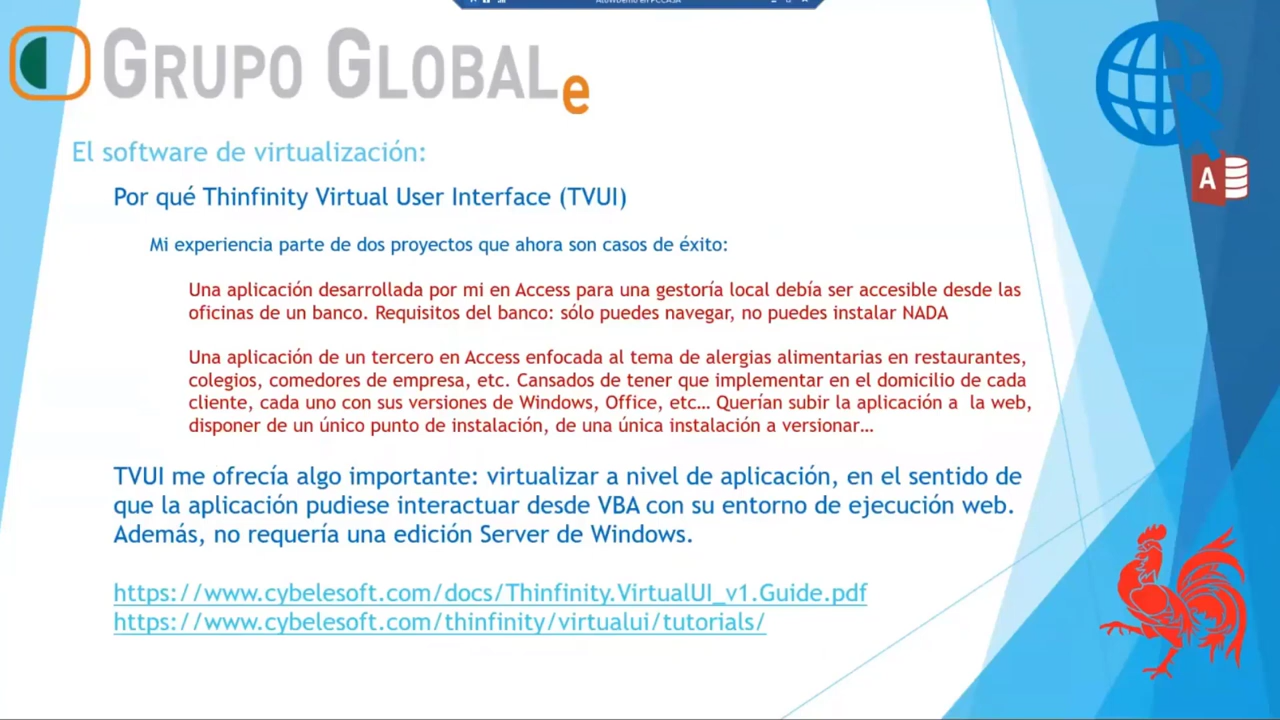 GRUPO GLOBALe
El software de virtualización:
Por qué Thinfinity Virtual User Interface (TVUI)
Mi experiencia parte de dos proyectos que ahora son casos de éxito:
Una aplicación desarrollada por mi en Access para una gestoría local debía ser accesible desde las
oficinas de un banco. Requisitos del banco: sólo puedes navegar, no puedes instalar NADA
Una aplicación de un tercero en Access enfocada al tema de alergias alimentarias en restaurantes,
colegios, comedores de empresa, etc. Cansados de tener que implementar en el domicilio de cada
cliente, cada uno con sus versiones de Windows, Office, etc… Querían subir la aplicación a  la web,
disponer de un único punto de instalación, de una única instalación a versionar…
TVUI me ofrecía algo importante: virtualizar a nivel de aplicación, en el sentido de
que la aplicación pudiese interactuar desde VBA con su entorno de ejecución web.
Además, no requería una edición Server de Windows.
https://www.cybelesoft.com/docs/Thinfinity.VirtualUI_v1.Guide.pdf
https://www.cybelesoft.com/thinfinity/virtualui/tutorials/
A